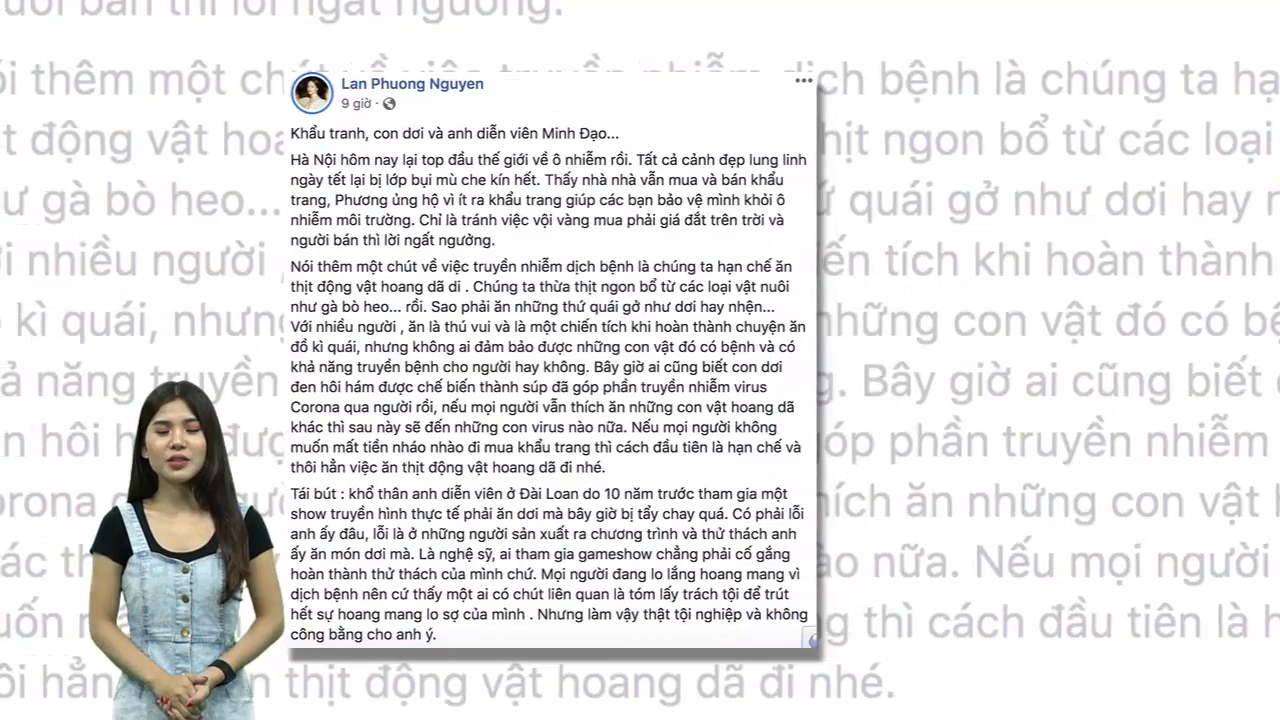 dơi ban thì lời ngất ngưởng.
Lan Phuong Nguyen
9 giờ ·
Khẩu tranh, con dơi và anh diễn viên Minh Đạo...
Hà Nội hôm nay lại top đầu thế giới về ô nhiễm rồi. Tất cả cảnh đẹp lung linh
ngày tết lại bị lớp bụi mù che kín hết. Thấy nhà nhà vẫn mua và bán khẩu
trang, Phương ủng hộ vì ít ra khẩu trang giúp các bạn bảo vệ mình khỏi ô
nhiễm môi trường. Chỉ là tránh việc vội vàng mua phải giá đắt trên trời và
người bán thì lời ngất ngưởng.
Nói thêm một chút về việc truyền nhiễm dịch bệnh là chúng ta hạn chế ăn
thịt động vật hoang dã di . Chúng ta thừa thịt ngon bổ từ các loại vật nuôi
như gà bò heo... rồi. Sao phải ăn những thứ quái gở như dơi hay nhện...
Với nhiều người , ăn là thú vui và là một chiến tích khi hoàn thành chuyện ăn
đồ kì quái, nhưng không ai đảm bảo được những con vật đó có bệnh và có
khả năng truyền bệnh cho người hay không. Bây giờ ai cũng biết con dơi
đen hôi hám được chế biến thành súp đã góp phần truyền nhiễm virus
Corona qua người rồi, nếu mọi người vẫn thích ăn những con vật hoang dã
khác thì sau này sẽ đến những con virus nào nữa. Nếu mọi người không
muốn mất tiền nháo nhào đi mua khẩu trang thì cách đầu tiên là hạn chế và
thôi hẳn việc ăn thịt động vật hoang dã đi nhé.
Tái bút : khổ thân anh diễn viên ở Đài Loan do 10 năm trước tham gia một
show truyền hình thực tế phải ăn dơi mà bây giờ bị tẩy chay quá. Có phải lỗi
anh ấy đâu, lỗi là ở những người sản xuất ra chương trình và thử thách anh
ấy ăn món dơi mà. Là nghệ sỹ, ai tham gia gameshow chẳng phải cố gắng
hoàn thành thử thách của mình chứ. Mọi người đang lo lắng hoang mang vì
dịch bệnh nên cứ thấy một ai có chút liên quan là tóm lấy trách tội để trút
hết sự hoang mang lo sợ của mình . Nhưng làm vậy thật tội nghiệp và không
công bằng cho anh ý.